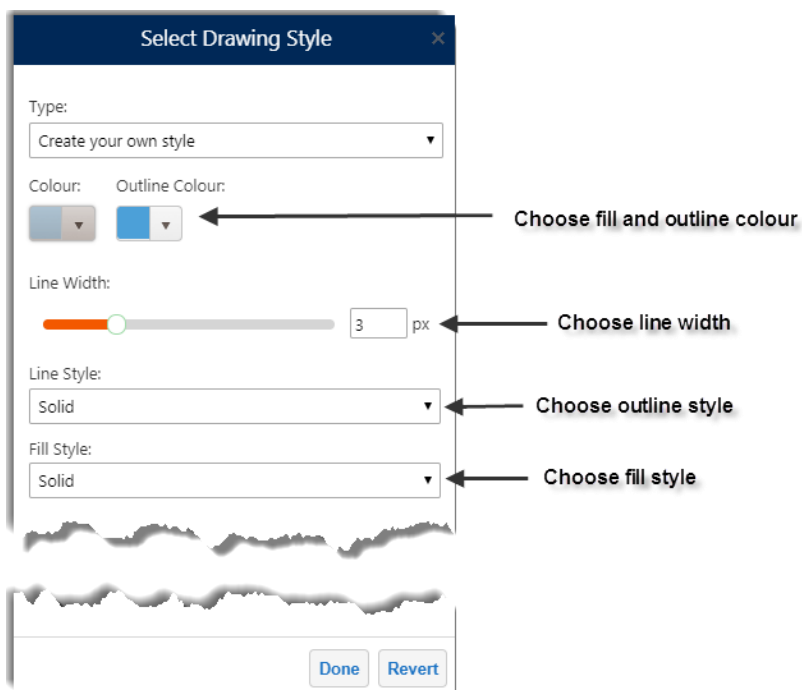 Select Drawing Style ×
Type:
Create your own style
Colour: Outline Colour:
Choose fill and outline colour
Line Width:
3 px
Choose line width
Line Style:
Solid
Choose outline style
Fill Style:
Solid
Choose fill style
Done Revert